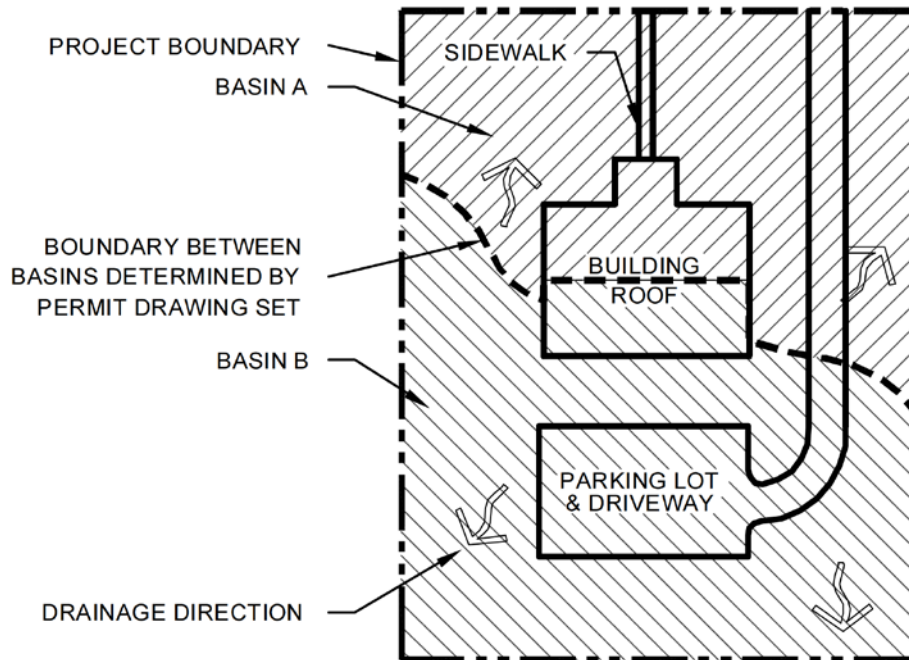 PROJECT BOUNDARY
SIDEWALK
BASIN A
BOUNDARY BETWEEN
BASINS DETERMINED BY
PERMIT DRAWING SET
BUILDING
ROOF
BASIN B
PARKING LOT
& DRIVEWAY
DRAINAGE DIRECTION